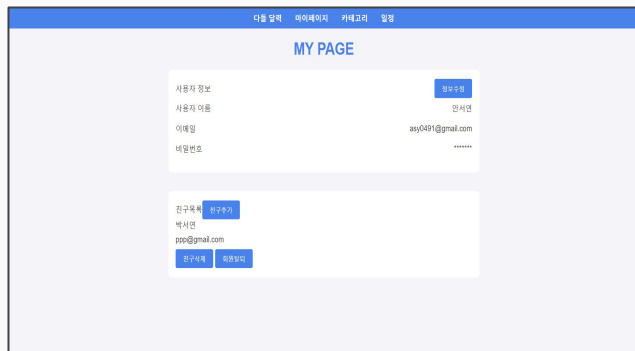 다들 달력 마이페이지 카테고리 일정
MY PAGE
사용자 정보 정보수정
사용자 이름 안서연
이메일 asy0491@gmail.com
비밀번호 *******
친구목록 친구추가
박서연
ppp@gmail.com
친구삭제 회원탈퇴